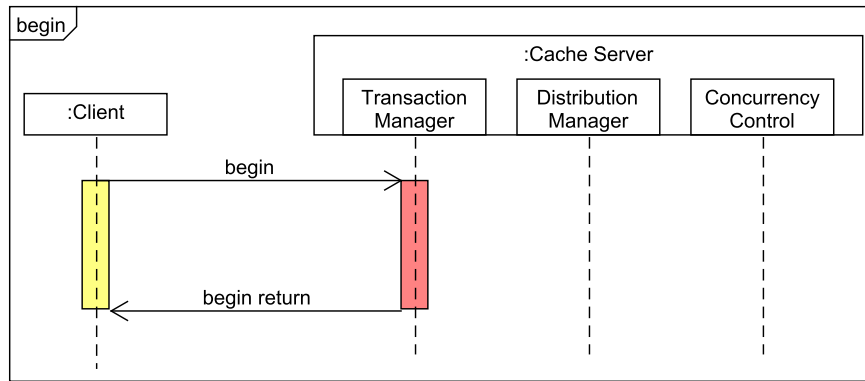 begin
:Cache Server
:Client
Transaction
Manager
Distribution
Manager
Concurrency
Control
begin
begin return